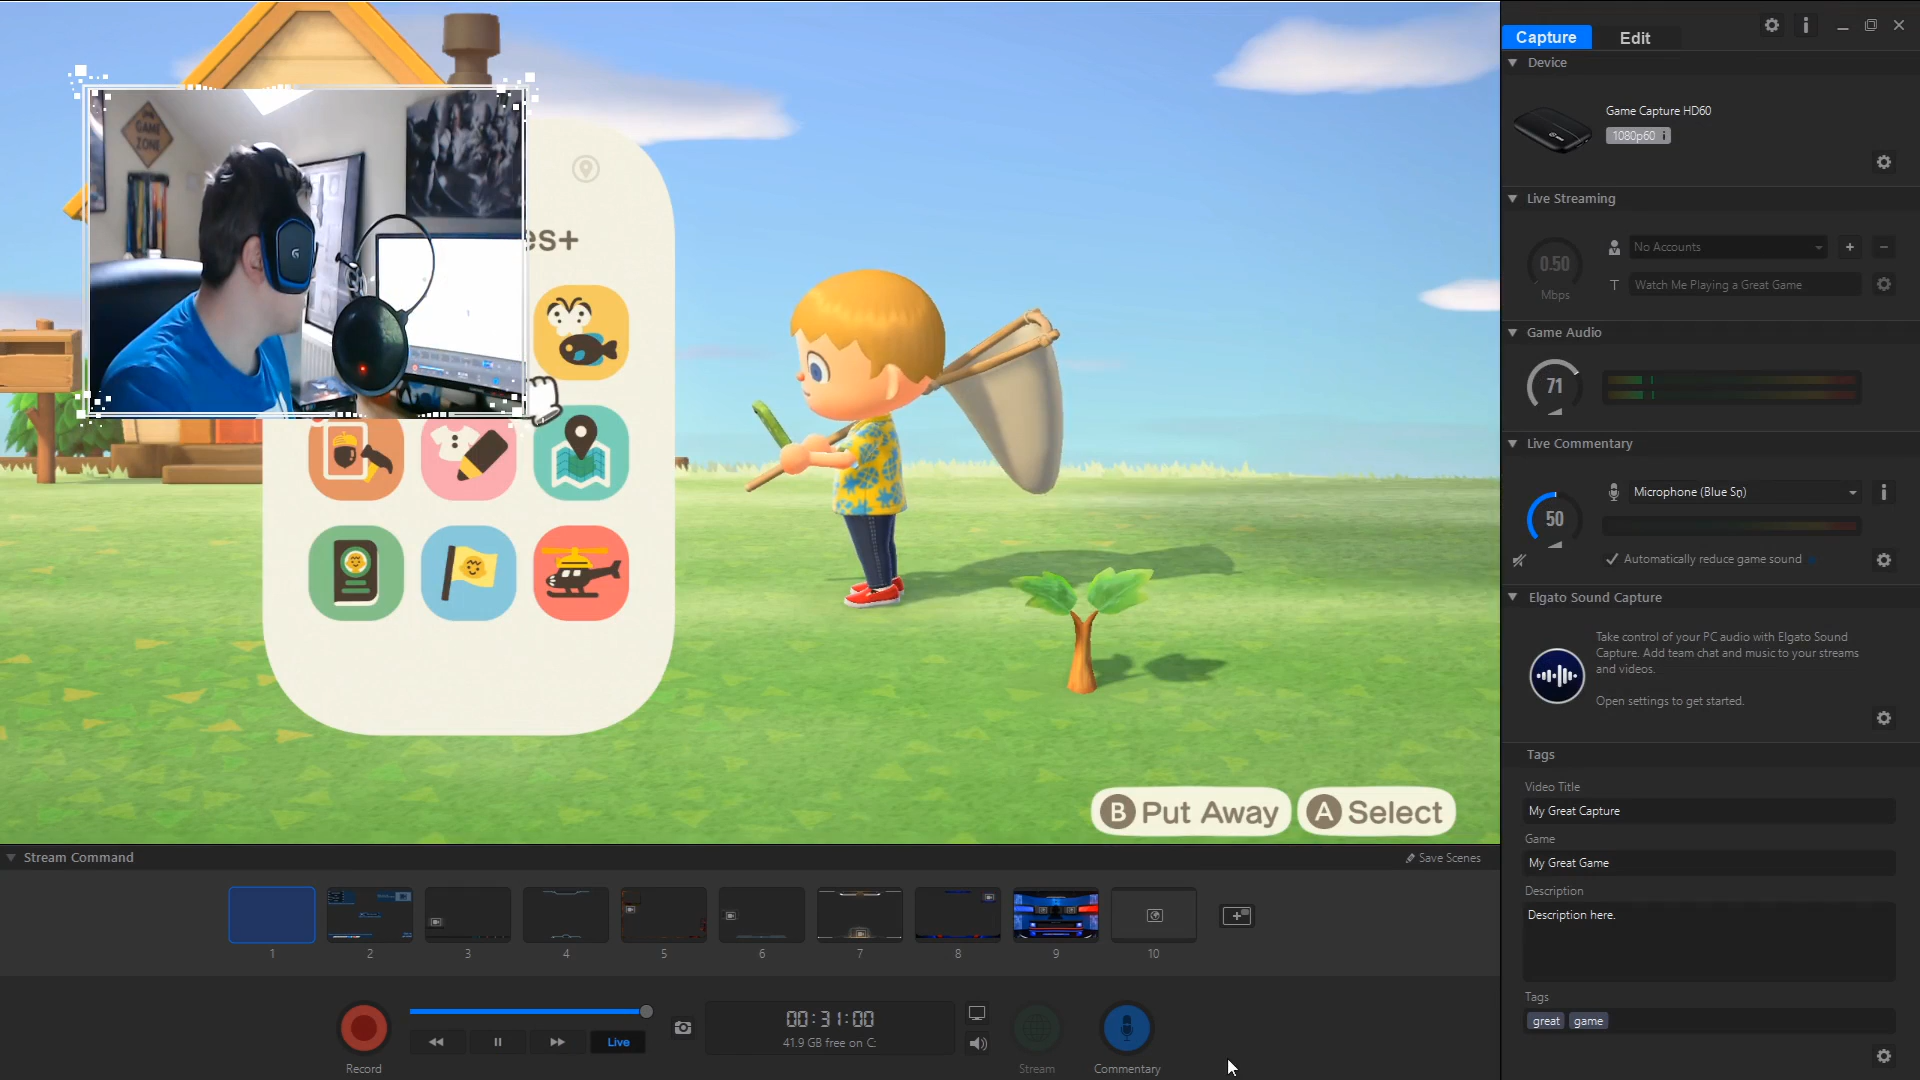 Capture Edit
Device
Game Capture HD60
1080p60 i
Live Streaming
0.50
Mbps
No Accounts
T Watch Me Playing a Great Game
Game Audio
71
Live Commentary
50
Microphone (Blue Sn)
Automatically reduce game sound
Elgato Sound Capture
Take control of your PC audio with Elgato Sound
Capture. Add team chat and music to your streams
and videos.
Open settings to get started.
Tags
Video Title
My Great Capture
Game
My Great Game
Description
Description here.
Tags
great game
GAME
ZONE
G
es+
B Put Away A Select
Stream Command Save Scenes
1 2 3 4 5 6 7 8 9 10
Record
Live
00:31:00
41.9 GB free on C:
Stream
Commentary